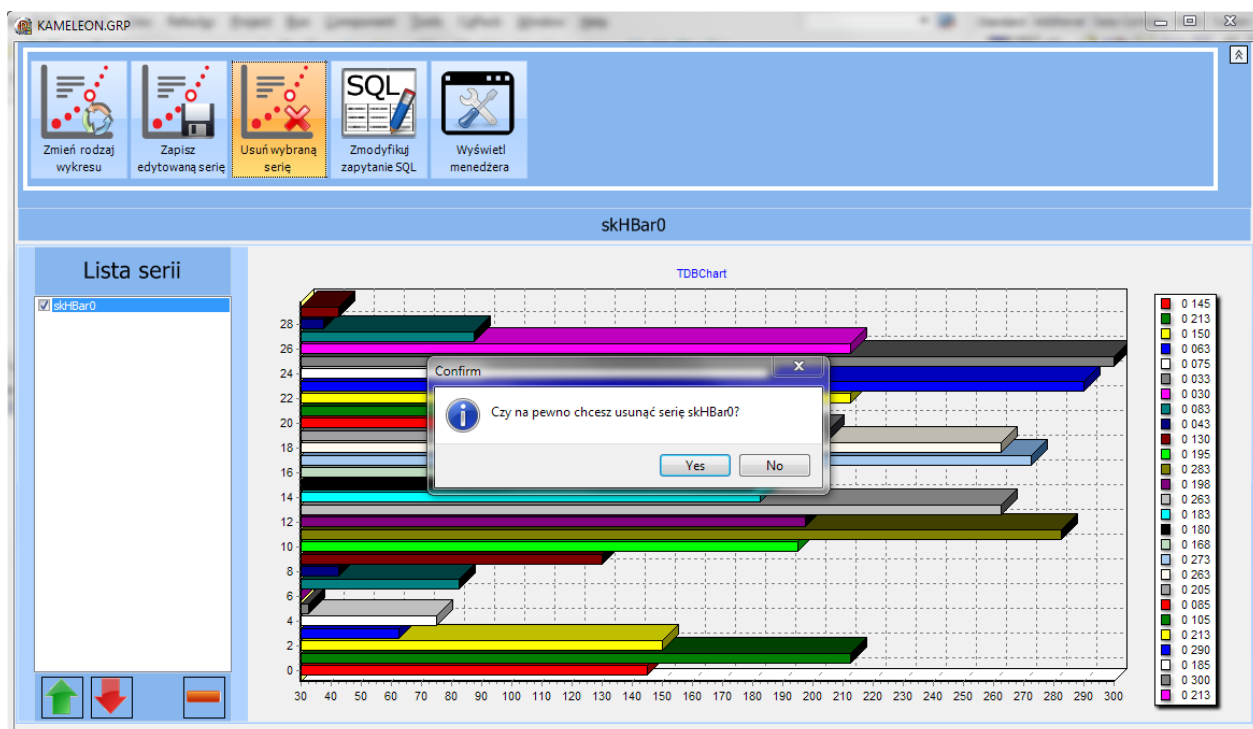 KAMELEON.GRP
Zmień rodzaj
wykresu
Zapisz
edytowaną serię
Usuń wybraną
serię
SQL
Zmodyfikuj
zapytanie SQL
Wyświetl
menedżera
skHBar0
Lista serii
skHBar0
TDBChart
28
26
24
22
20
18
16
14
12
10
8
6
4
2
0
30 40 50 60 70 80 90 100 110 120 130 140 150 160 170 180 190 200 210 220 230 240 250 260 270 280 290 300
Confirm
Czy na pewno chcesz usunąć serię skHBar0?
Yes No
0 145
0 213
0 150
0 063
0 075
0 033
0 030
0 083
0 043
0 130
0 195
0 283
0 198
0 263
0 183
0 180
0 168
0 273
0 263
0 205
0 085
0 105
0 213
0 290
0 185
0 300
0 213